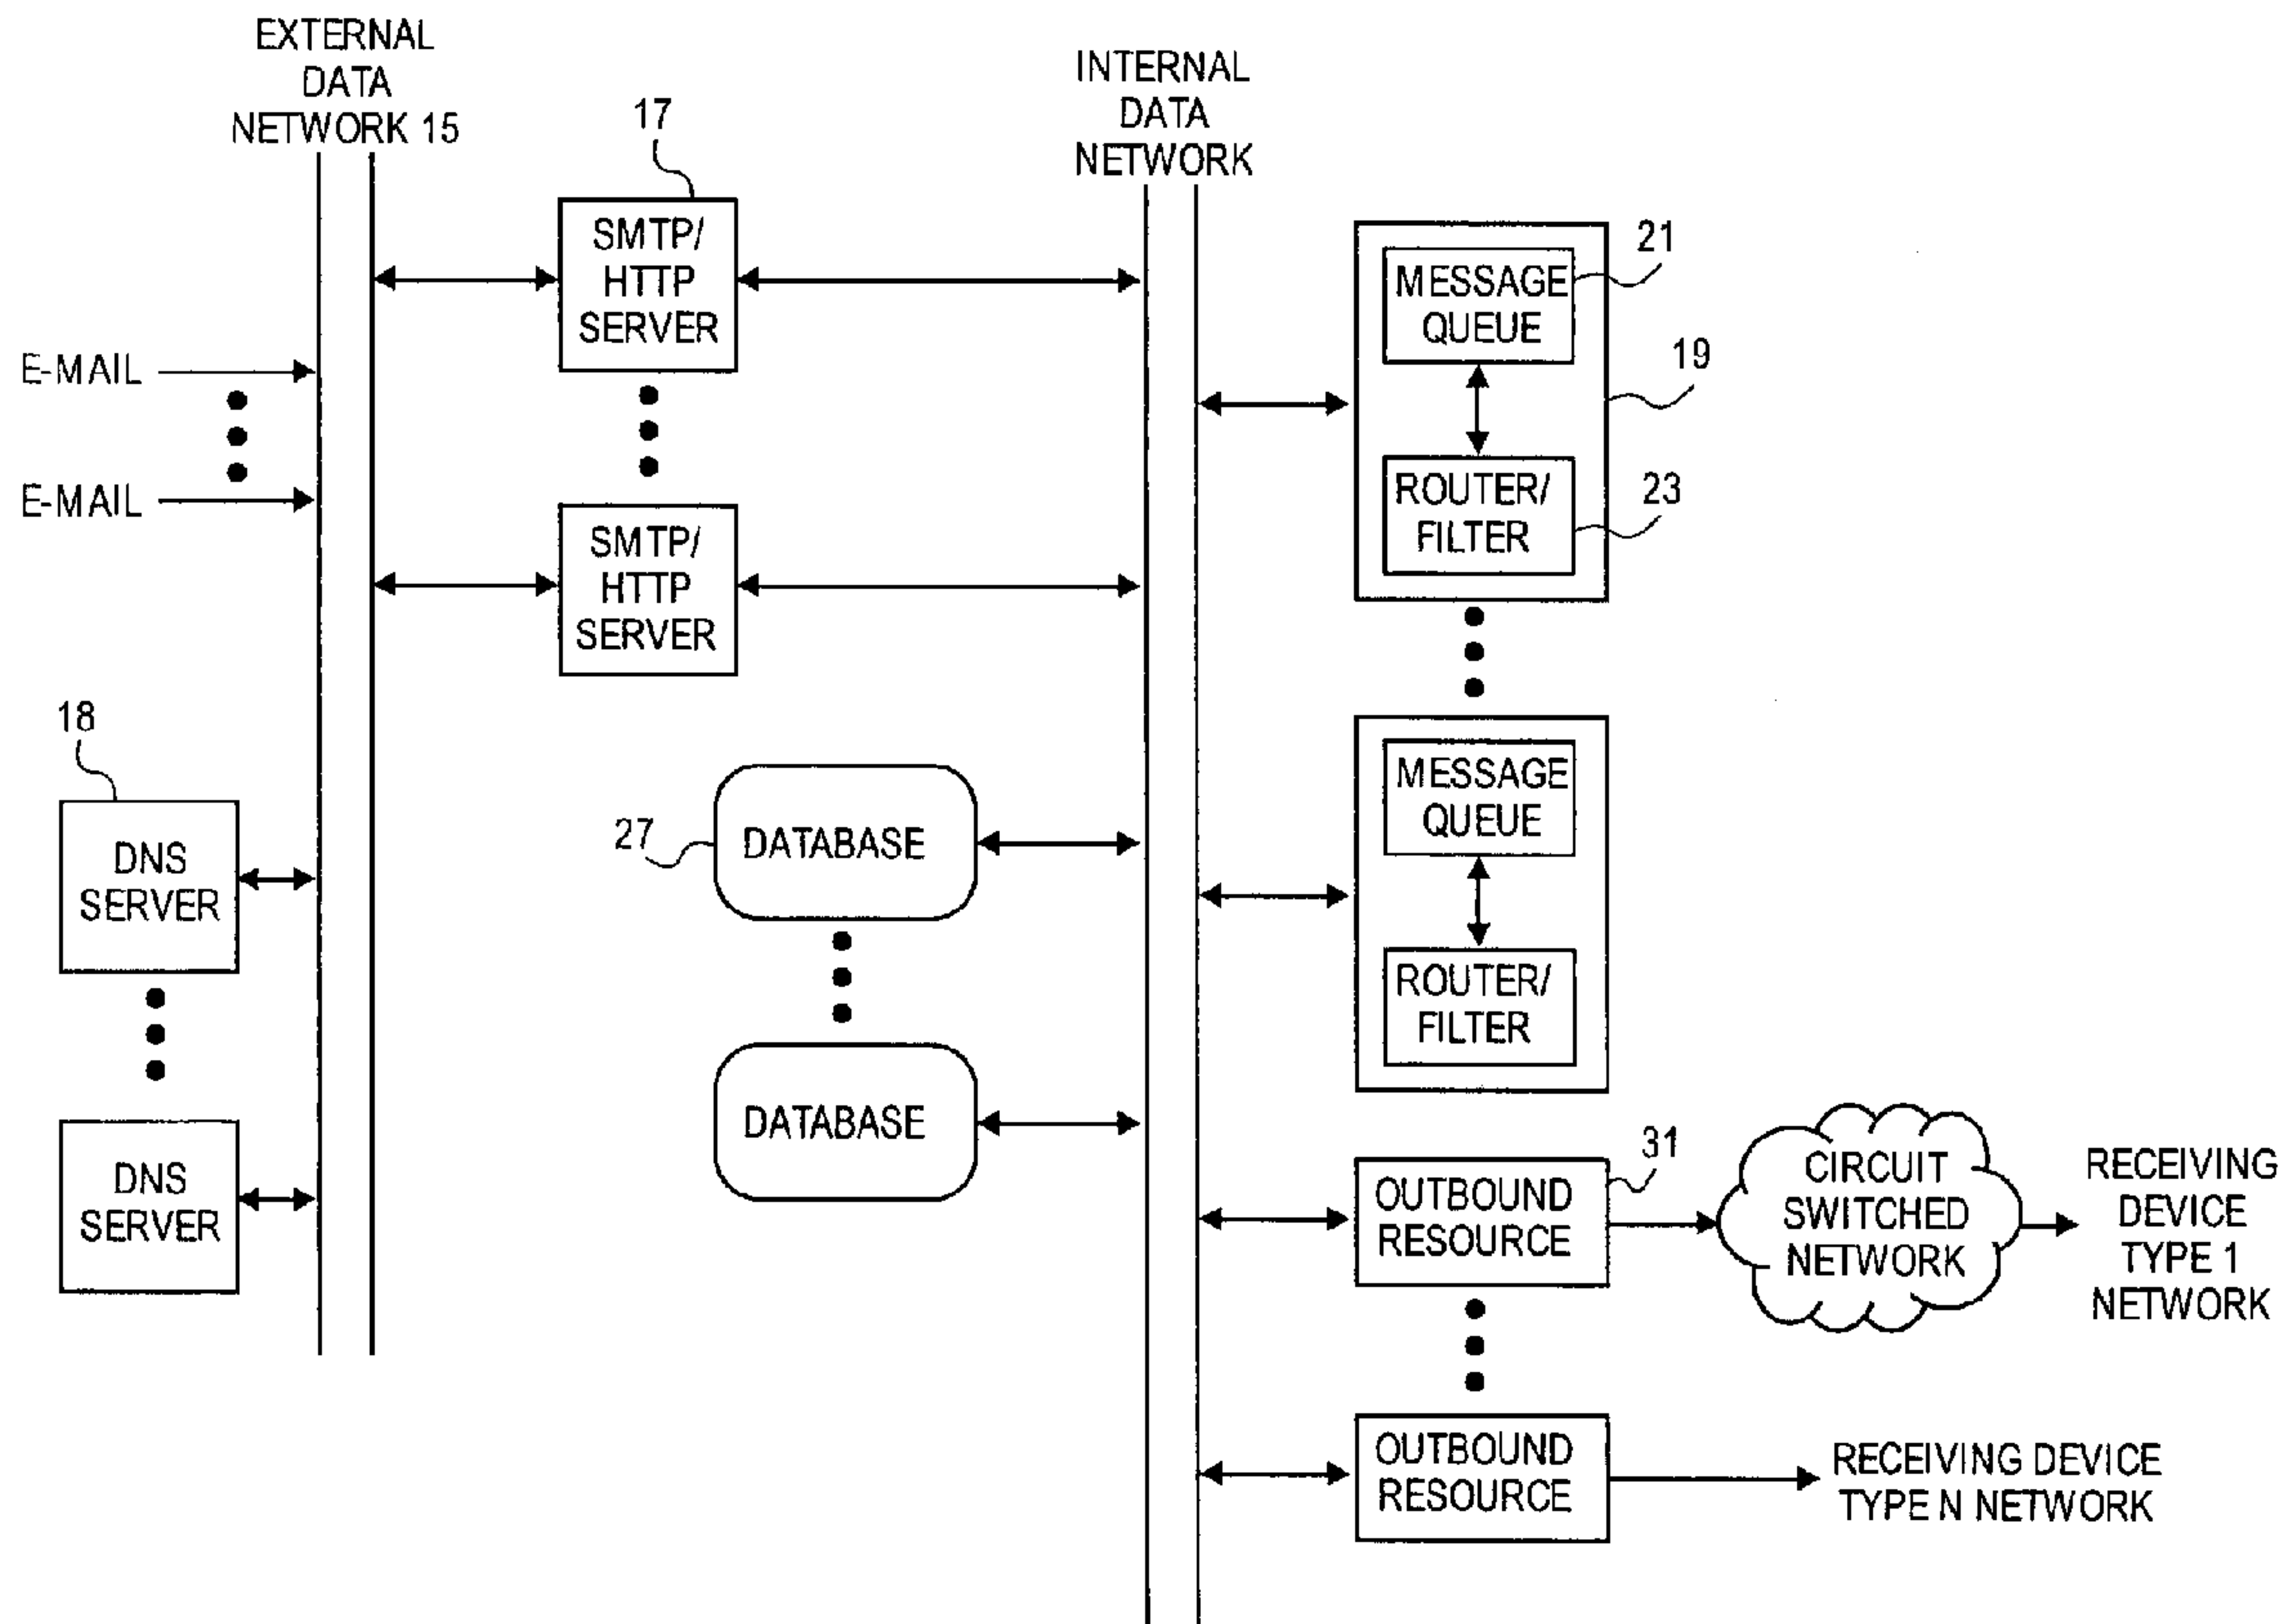 EXTERNAL
DATA
NETWORK 15
INTERNAL
DATA
NETWORK
17
SMTP/
HTTP
SERVER
21
MESSAGE
QUEUE
19
E-MAIL
ROUTER/
FILTER
23
E-MAIL
SMTP/
HTTP
SERVER
18
DNS
SERVER
27
DATABASE
MESSAGE
QUEUE
ROUTER/
FILTER
DATABASE
DNS
SERVER
31
OUTBOUND
RESOURCE
CIRCUIT
SWITCHED
NETWORK
RECEIVING
DEVICE
TYPE 1
NETWORK
OUTBOUND
RESOURCE
RECEIVING DEVICE
TYPE N NETWORK